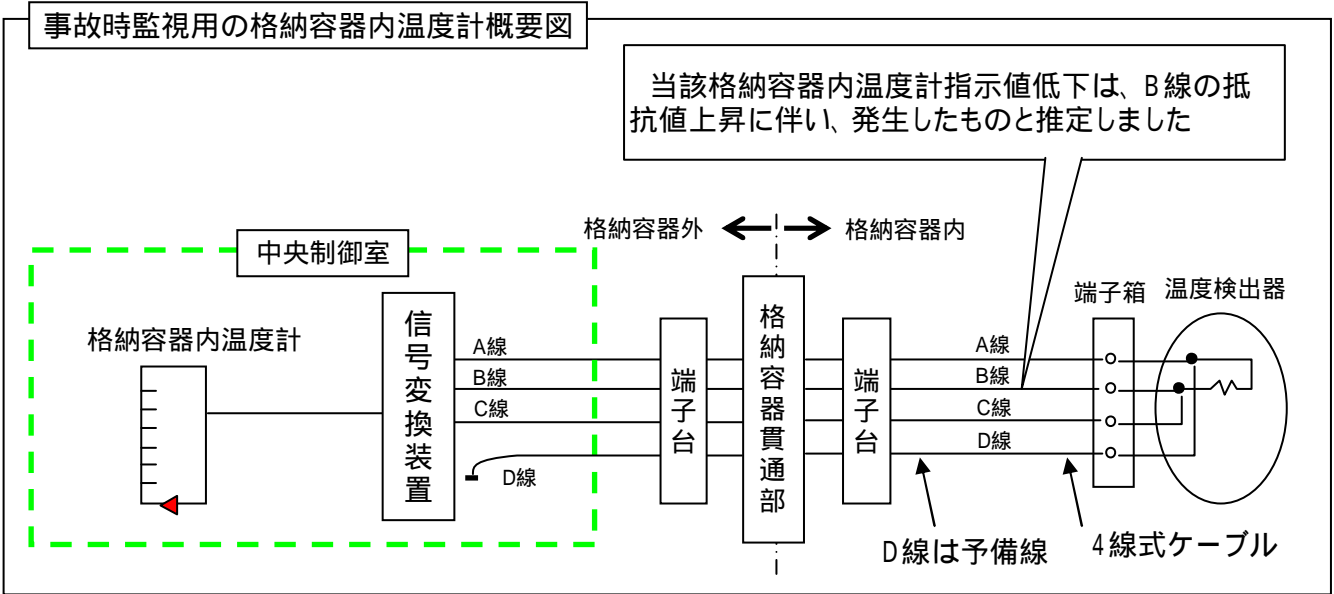 事故時監視用の格納容器内温度計概要図
当該格納容器内温度計指示値低下は、B線の抵
抗値上昇に伴い、発生したものと推定しました
格納容器外
格納容器内
中央制御室
格納容器内温度計
信号変換装置
A線
B線
C線
D線
端子台
格納容器貫通部
端子台
A線
B線
C線
D線
端子箱
温度検出器
D線は予備線
4線式ケーブル